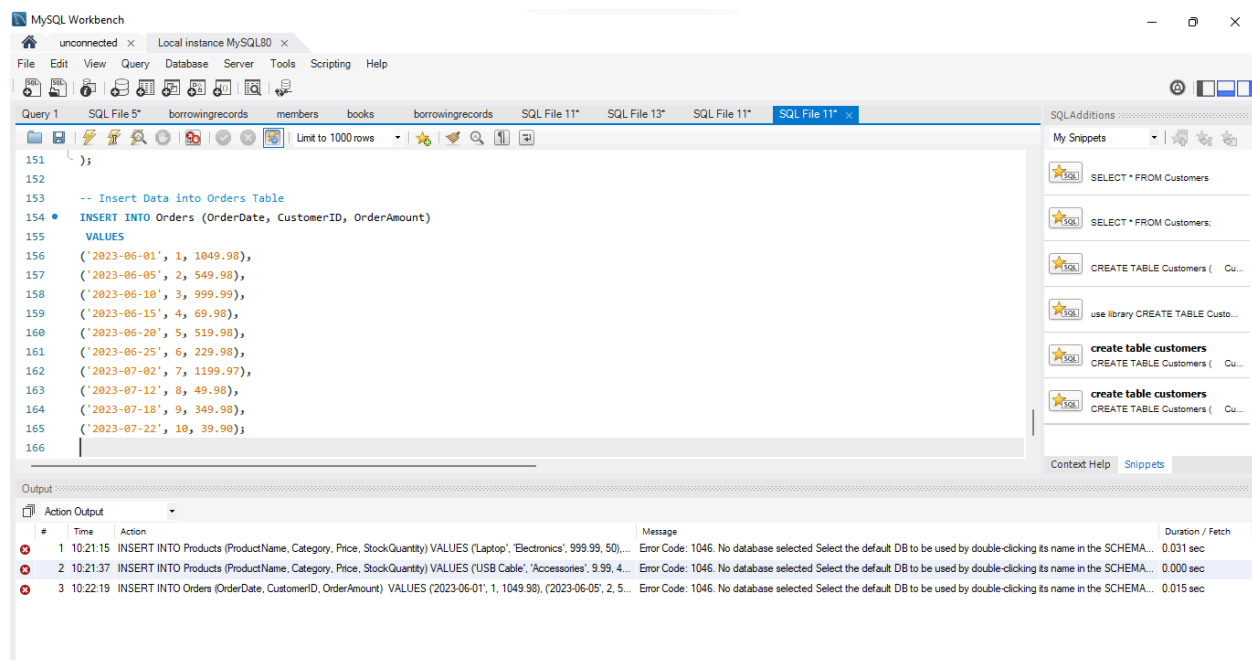 MySQL Workbench
unconnected × Local instance MySQL80 ×
File Edit View Query Database Server Tools Scripting Help
Query 1 SQL File 5* borrowingrecords members books borrowingrecords SQL File 11* SQL File 13* SQL File 11* SQL File 11* ×
Limit to 1000 rows
151 );
152
153 -- Insert Data into Orders Table
154 INSERT INTO Orders (OrderDate, CustomerID, OrderAmount)
155 VALUES
156 ('2023-06-01', 1, 1049.98),
157 ('2023-06-05', 2, 549.98),
158 ('2023-06-10', 3, 999.99),
159 ('2023-06-15', 4, 69.98),
160 ('2023-06-20', 5, 519.98),
161 ('2023-06-25', 6, 229.98),
162 ('2023-07-02', 7, 1199.97),
163 ('2023-07-12', 8, 49.98),
164 ('2023-07-18', 9, 349.98),
165 ('2023-07-22', 10, 39.90);
166
SQLAdditions
My Snippets
SELECT * FROM Customers
SELECT * FROM Customers;
CREATE TABLE Customers ( Cu...
use library CREATE TABLE Custo...
create table customers
CREATE TABLE Customers ( Cu...
create table customers
CREATE TABLE Customers ( Cu...
Context Help Snippets
Output
Action Output
# Time Action Message Duration / Fetch
1 10:21:15 INSERT INTO Products (ProductName, Category, Price, StockQuantity) VALUES ('Laptop', 'Electronics', 999.99, 50),... Error Code: 1046. No database selected Select the default DB to be used by double-clicking its name in the SCHEMA... 0.031 sec
2 10:21:37 INSERT INTO Products (ProductName, Category, Price, StockQuantity) VALUES ('USB Cable', 'Accessories', 9.99, 4... Error Code: 1046. No database selected Select the default DB to be used by double-clicking its name in the SCHEMA... 0.000 sec
3 10:22:19 INSERT INTO Orders (OrderDate, CustomerID, OrderAmount) VALUES ('2023-06-01', 1, 1049.98), ('2023-06-05', 2, 5... Error Code: 1046. No database selected Select the default DB to be used by double-clicking its name in the SCHEMA... 0.015 sec